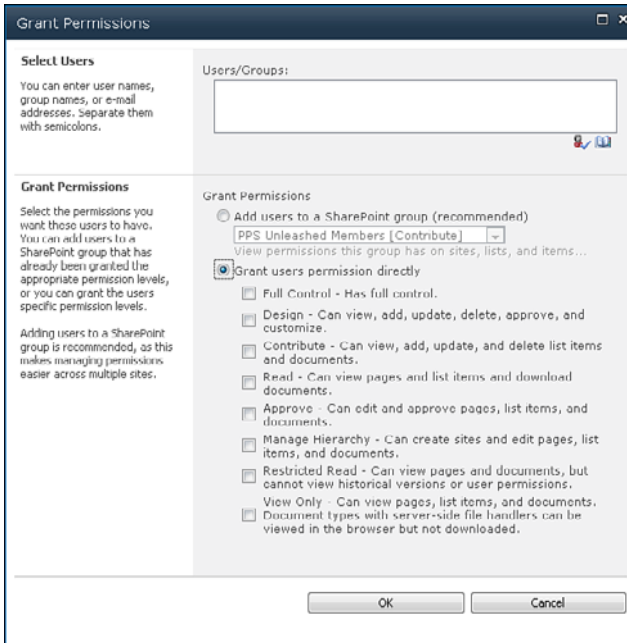 Grant Permissions
Select Users
You can enter user names,
group names, or e-mail
addresses. Separate them
with semicolons.
Users/Groups:
Grant Permissions
Select the permissions you
want these users to have.
You can add users to a
SharePoint group that has
already been granted the
appropriate permission levels,
or you can grant the users
specific permission levels.
Adding users to a SharePoint
group is recommended, as this
makes managing permissions
easier across multiple sites.
Grant Permissions
Add users to a SharePoint group (recommended)
PPS Unleashed Members [Contribute]
View permissions this group has on sites, lists, and items...
Grant users permission directly
Full Control - Has full control.
Design - Can view, add, update, delete, approve, and
customize.
Contribute - Can view, add, update, and delete list items
and documents.
Read - Can view pages and list items and download
documents.
Approve - Can edit and approve pages, list items, and
documents.
Manage Hierarchy - Can create sites and edit pages, list
items, and documents.
Restricted Read - Can view pages and documents, but
cannot view historical versions or user permissions.
View Only - Can view pages, list items, and documents.
Document types with server-side file handlers can be
viewed in the browser but not downloaded.
OK
Cancel